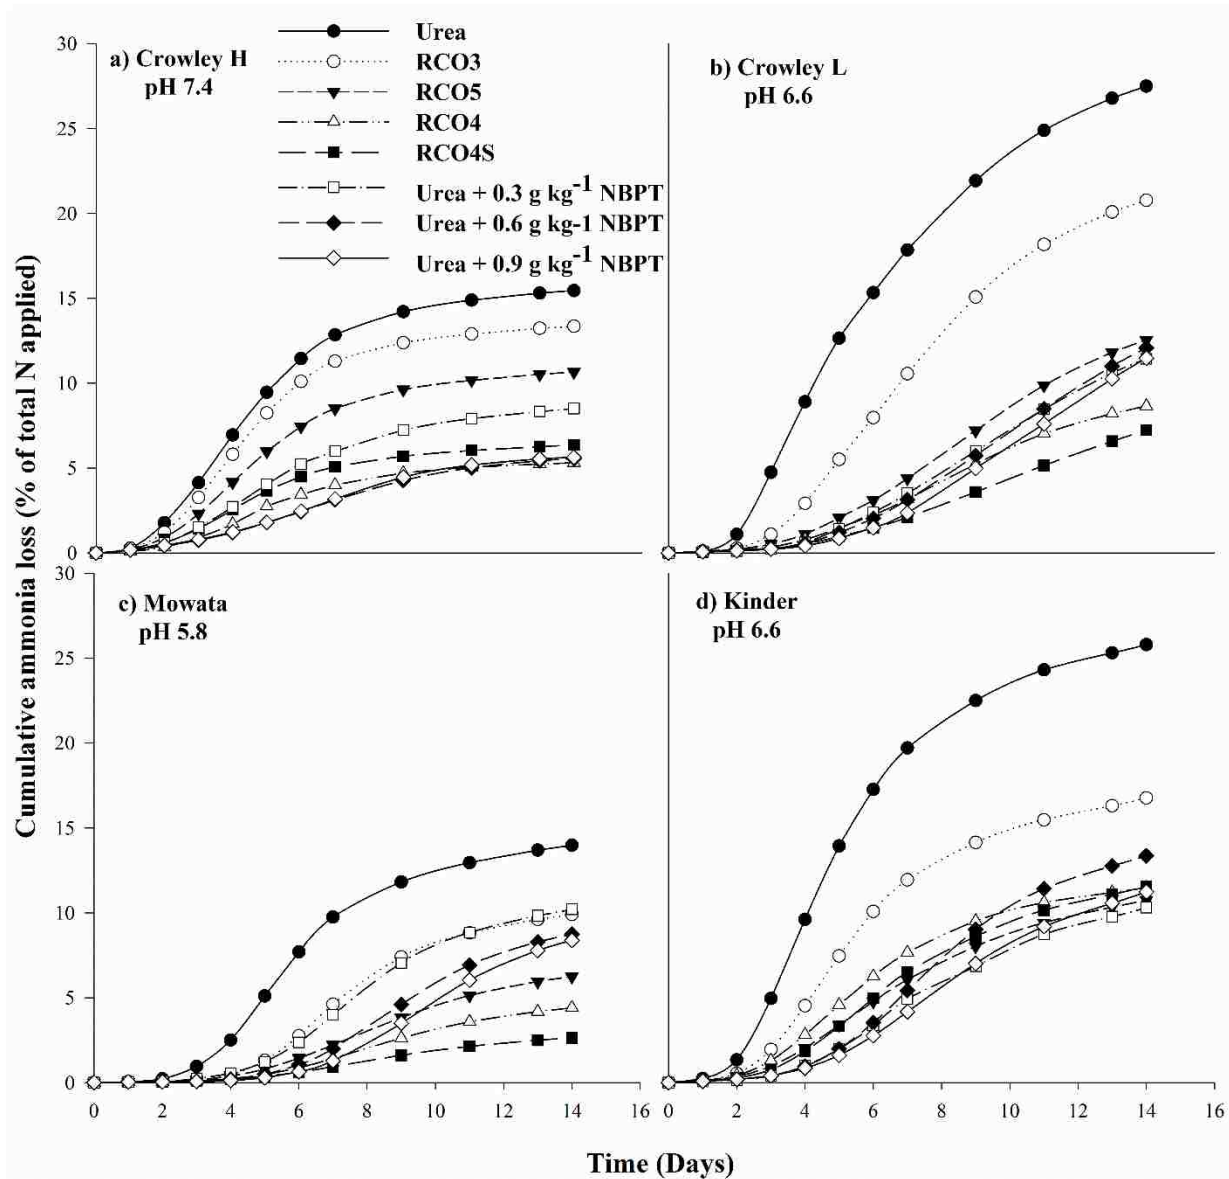 30
25
20
15
10
5
0
a) Crowley H
pH 7.4
Urea
RCO3
RCO5
RCO4
RCO4S
Urea + 0.3 g kg-1 NBPT
Urea + 0.6 g kg-1 NBPT
Urea + 0.9 g kg-1 NBPT
b) Crowley L
pH 6.6
Cumulative ammonia loss (% of total N applied)
30
25
20
15
10
5
0
c) Mowata
pH 5.8
d) Kinder
pH 6.6
0 2 4 6 8 10 12 14 16
0 2 4 6 8 10 12 14 16
Time (Days)